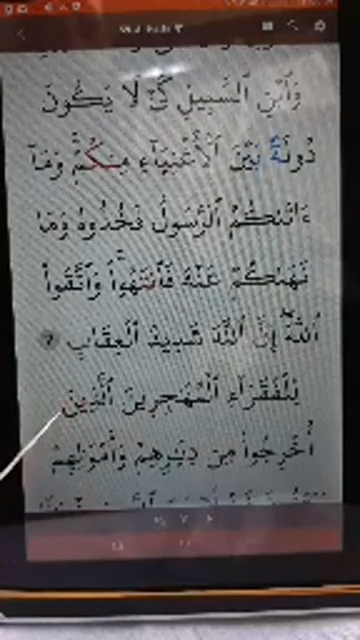 وَٱبۡنِ ٱلسَّبِيلِ كَيۡ لَا يَكُونَ
دُولَةَۢ بَيۡنَ ٱلۡأَغۡنِيَآءِ مِنكُمۡۚ وَمَآ
ءَاتَىٰكُمُ ٱلرَّسُولُ فَخُذُوهُ وَمَا
نَهَىٰكُمۡ عَنۡهُ فَٱنتَهُواْۚ وَٱتَّقُواْ
ٱللَّهَۖ إِنَّ ٱللَّهَ شَدِيدُ ٱلۡعِقَابِ ٧
لِلۡفُقَرَآءِ ٱلۡمُهَٰجِرِينَ ٱلَّذِينَ
أُخۡرِجُواْ مِن دِيَٰرِهِمۡ وَأَمۡوَٰلِهِمۡ